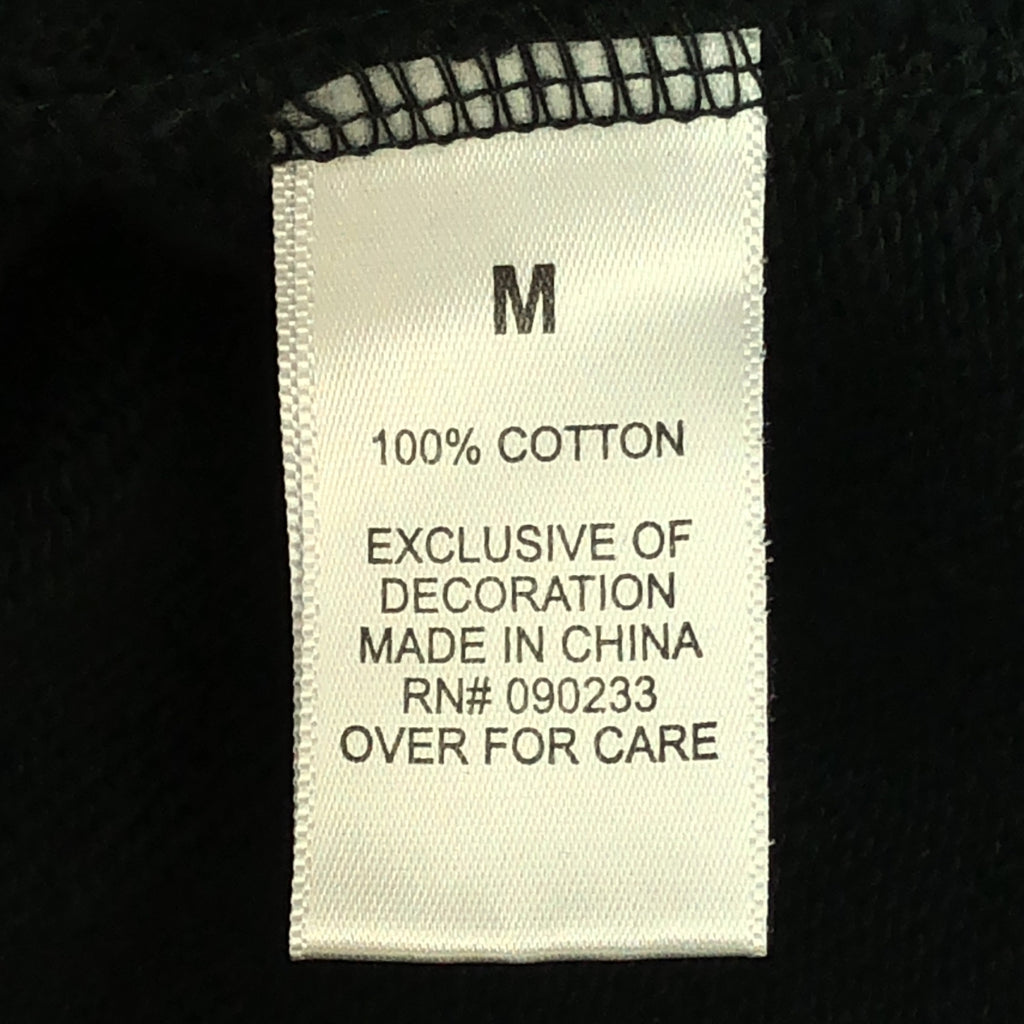 M
100% COTTON
EXCLUSIVE OF
DECORATION
MADE IN CHINA
RN# 090233
OVER FOR CARE